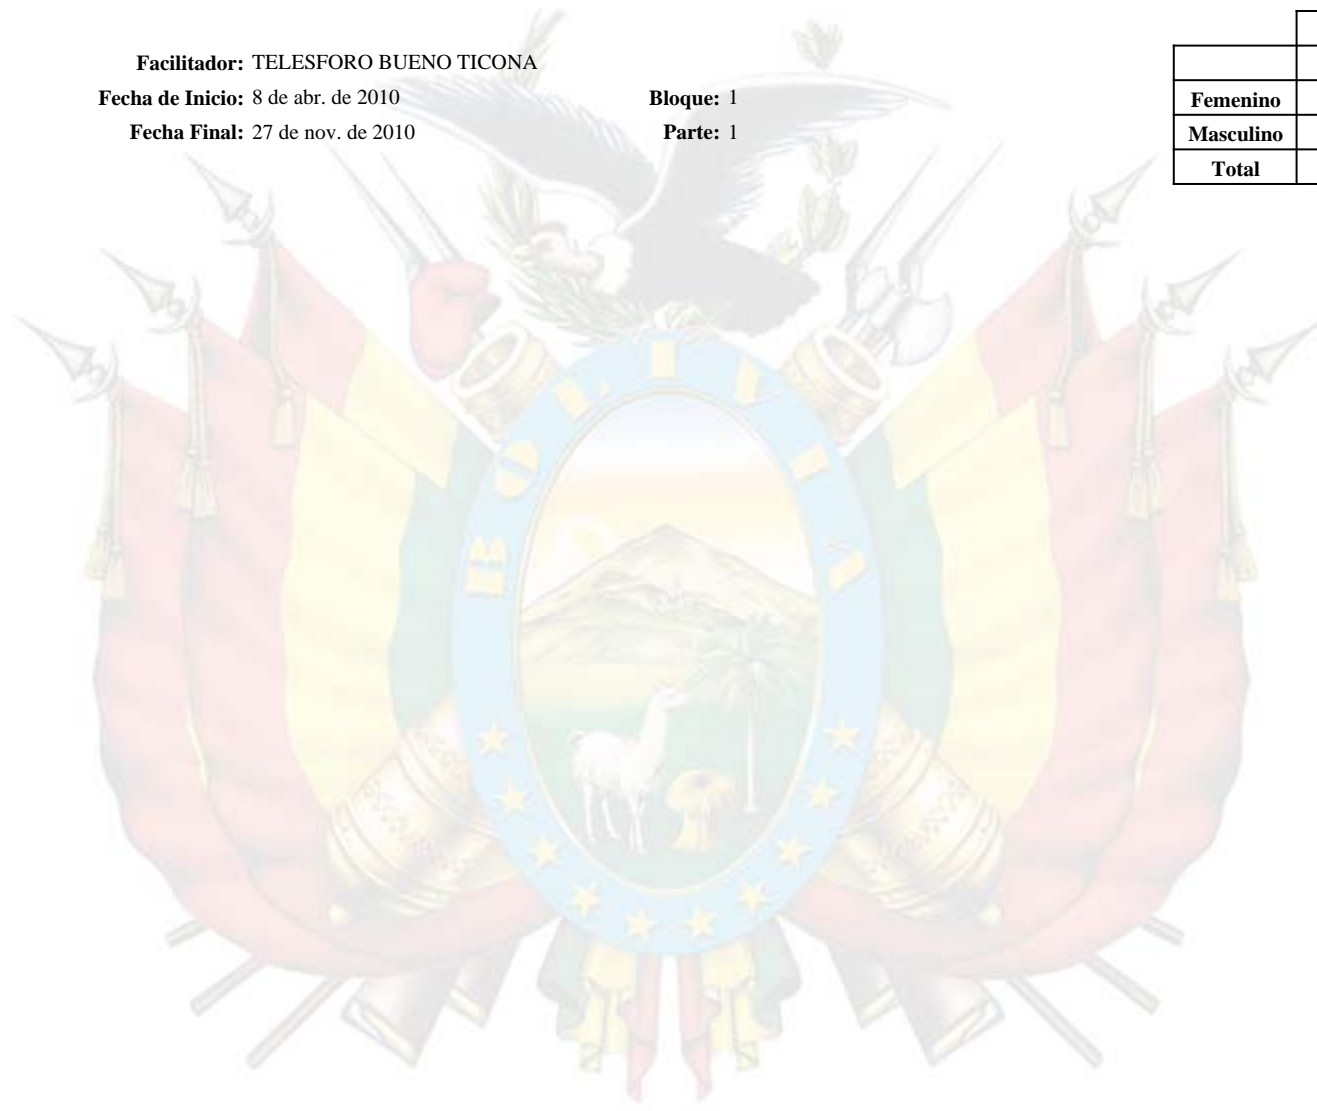 Facilitador: TELESFORO BUENO TICONA
Fecha de Inicio: 8 de abr. de 2010 Bloque: 1
Fecha Final: 27 de nov. de 2010 Parte: 1
Femenino
Masculino
Total
BOLIVIA